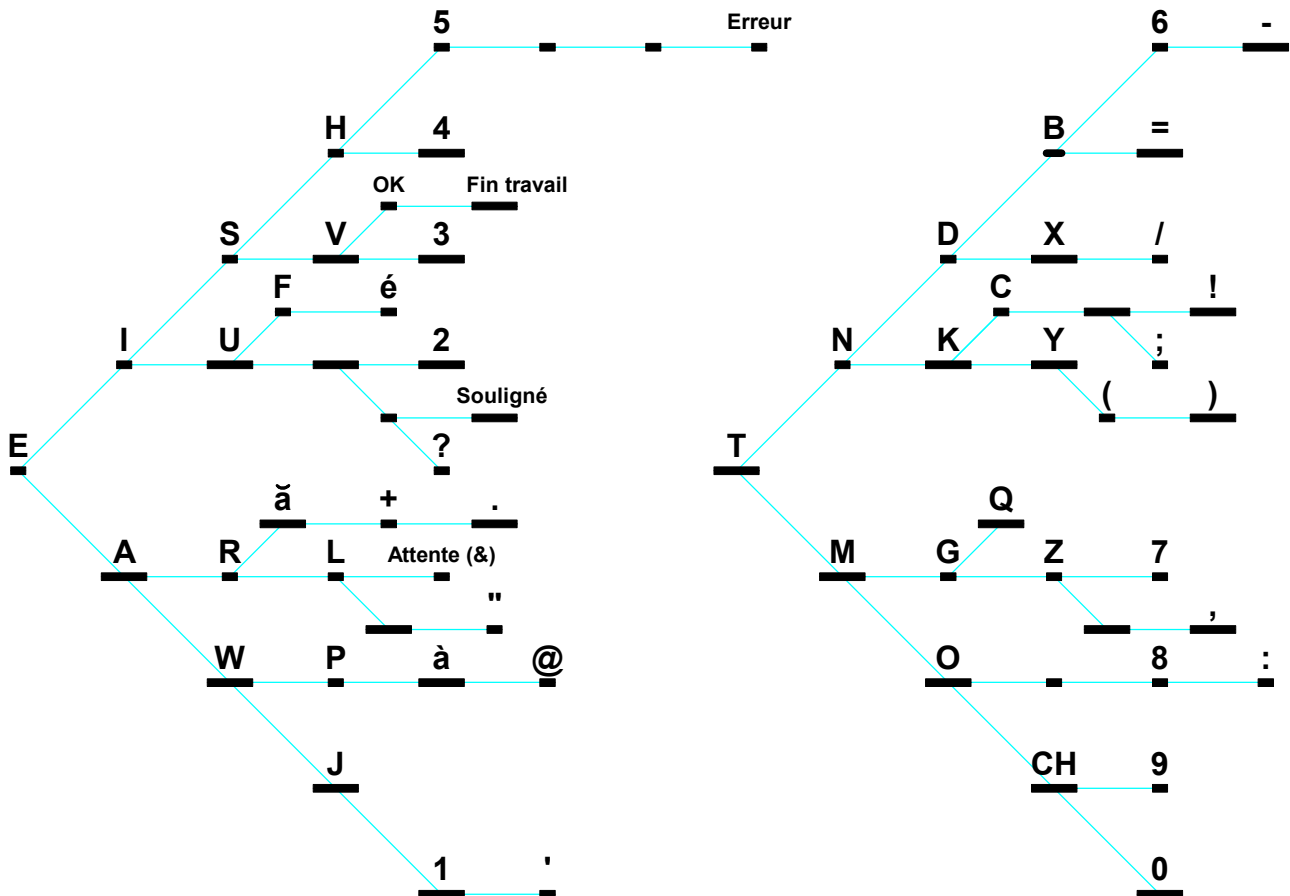 5 Erreur 6 -
H 4 B =
OK Fin travail
S V 3 D X /
F é C !
I U 2 N K Y ;
Souligné ( )
E ? T
ă + . Q
A R L Attente (&) M G Z 7
" ,
W P à @ O 8 :
J CH 9
1 ' 0